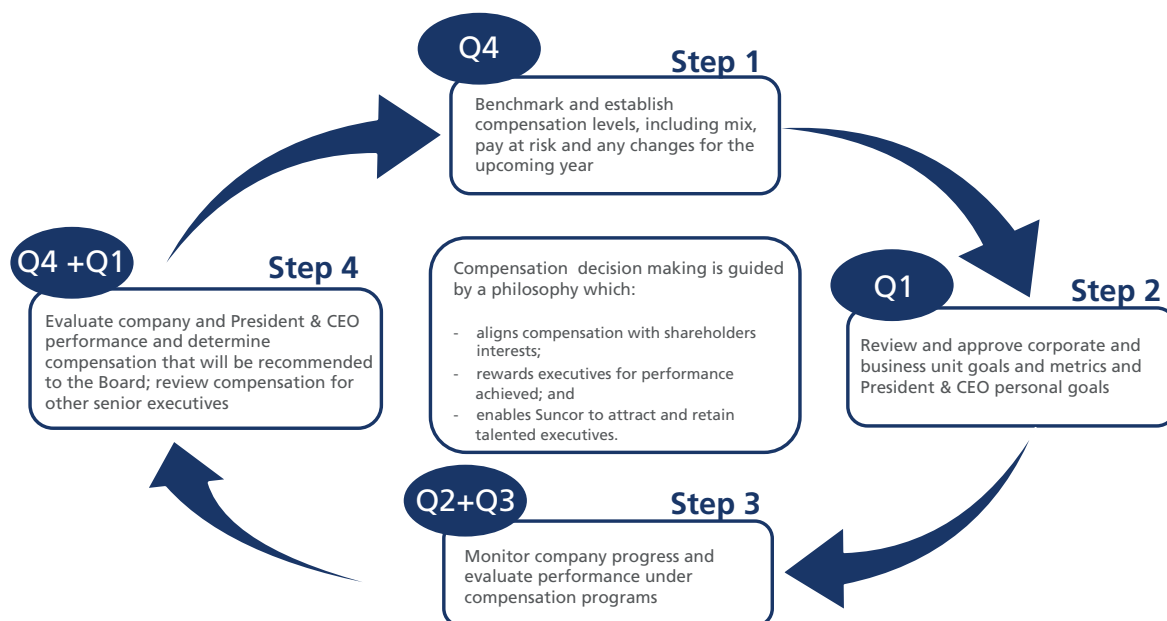 Q4
Step 1
Benchmark and establish
compensation levels, including mix,
pay at risk and any changes for the
upcoming year
Q1
Step 2
Review and approve corporate and
business unit goals and metrics and
President & CEO personal goals
Q2+Q3
Step 3
Monitor company progress and
evaluate performance under
compensation programs
Q4 +Q1
Step 4
Evaluate company and President & CEO
performance and determine
compensation that will be recommended
to the Board; review compensation for
other senior executives
Compensation decision making is guided
by a philosophy which:
- aligns compensation with shareholders
interests;
- rewards executives for performance
achieved; and
- enables Suncor to attract and retain
talented executives.